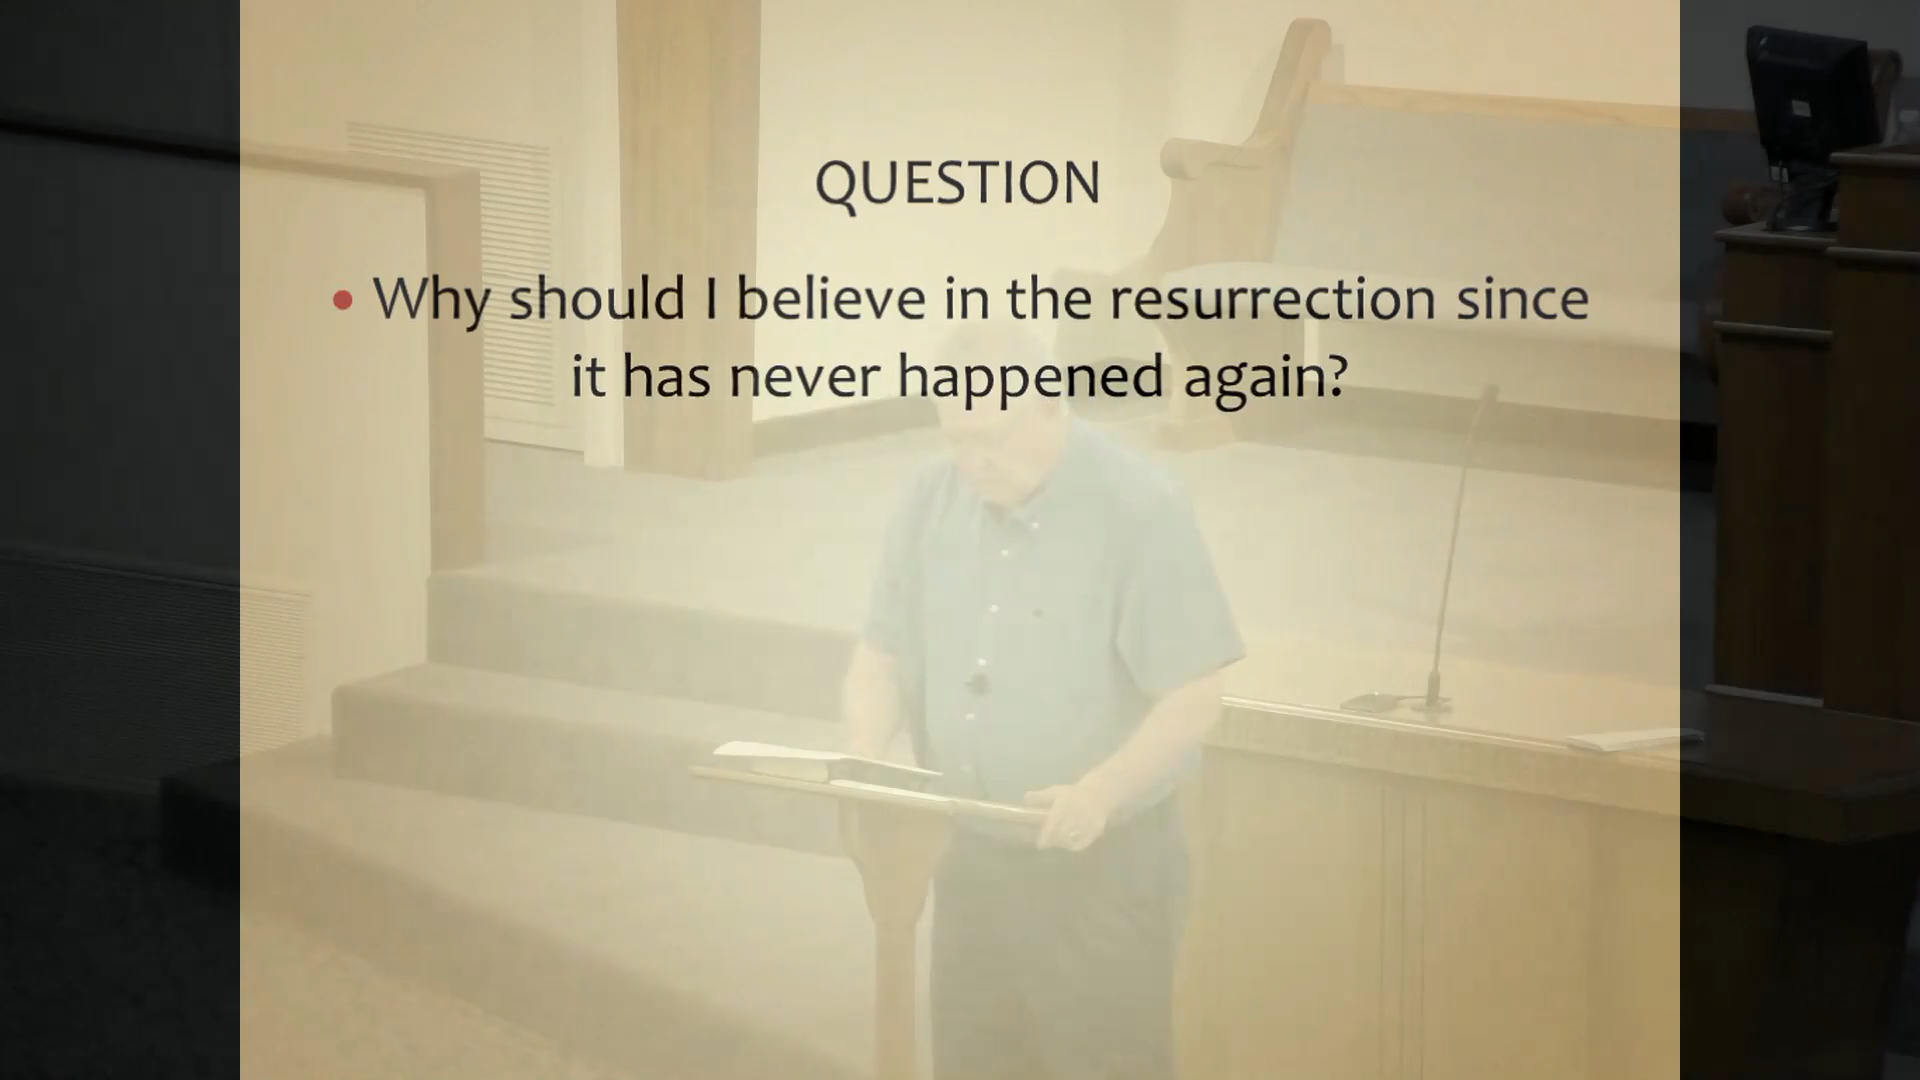 QUESTION
• Why should I believe in the resurrection since
it has never happened again?